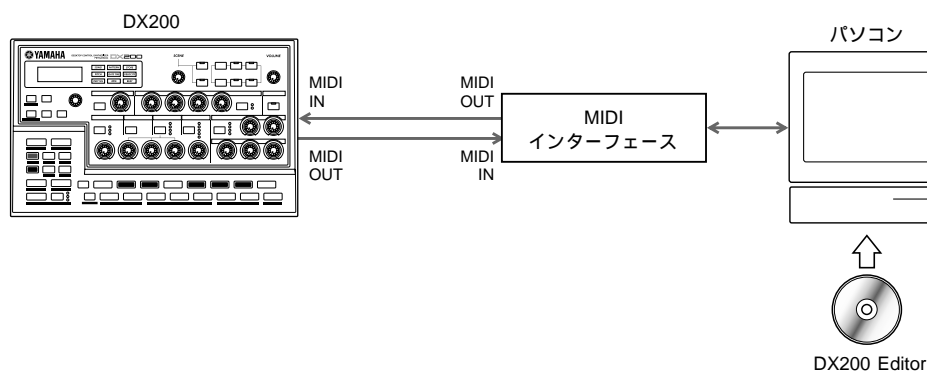 DX200
YAMAHA
DX200
SCENE
VOLUME
MIDI
IN
MIDI
OUT
MIDI
OUT
MIDI
IN
MIDI
インターフェース
パソコン
DX200 Editor